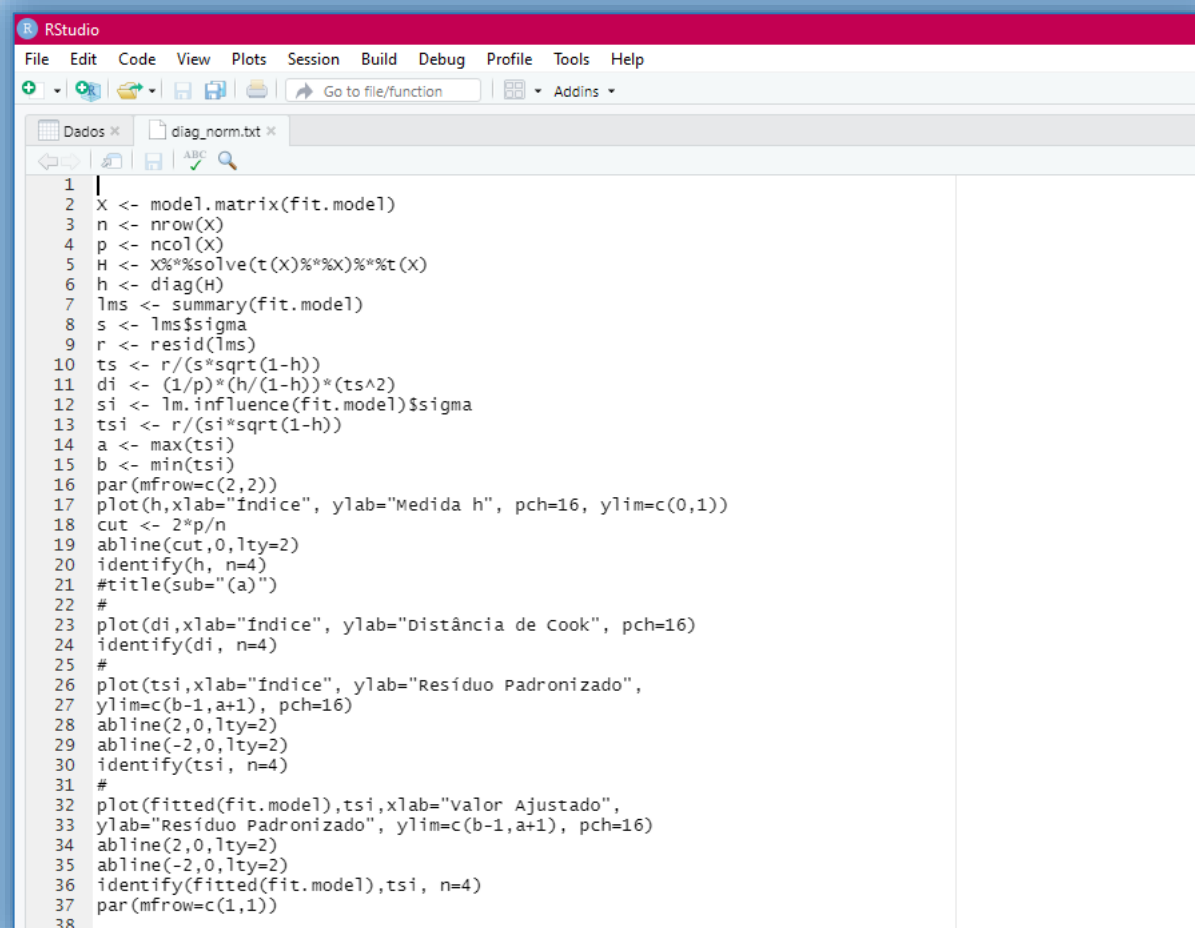 R RStudio
File Edit Code View Plots Session Build Debug Profile Tools Help
R Go to file/function Addins
Dados × diag_norm.txt ×
ABC
1
2 X <- model.matrix(fit.model)
3 n <- nrow(X)
4 p <- ncol(X)
5 H <- X%*%solve(t(X)%*%X)%*%t(X)
6 h <- diag(H)
7 lms <- summary(fit.model)
8 s <- lms$sigma
9 r <- resid(lms)
10 ts <- r/(s*sqrt(1-h))
11 di <- (1/p)*(h/(1-h))*(ts^2)
12 si <- lm.influence(fit.model)$sigma
13 tsi <- r/(si*sqrt(1-h))
14 a <- max(tsi)
15 b <- min(tsi)
16 par(mfrow=c(2,2))
17 plot(h,xlab="Índice", ylab="Medida h", pch=16, ylim=c(0,1))
18 cut <- 2*p/n
19 abline(cut,0,lty=2)
20 identify(h, n=4)
21 #title(sub="(a)")
22 #
23 plot(di,xlab="Índice", ylab="Distância de Cook", pch=16)
24 identify(di, n=4)
25 #
26 plot(tsi,xlab="Índice", ylab="Resíduo Padronizado",
27 ylim=c(b-1,a+1), pch=16)
28 abline(2,0,lty=2)
29 abline(-2,0,lty=2)
30 identify(tsi, n=4)
31 #
32 plot(fitted(fit.model),tsi,xlab="Valor Ajustado",
33 ylab="Resíduo Padronizado", ylim=c(b-1,a+1), pch=16)
34 abline(2,0,lty=2)
35 abline(-2,0,lty=2)
36 identify(fitted(fit.model),tsi, n=4)
37 par(mfrow=c(1,1))
38